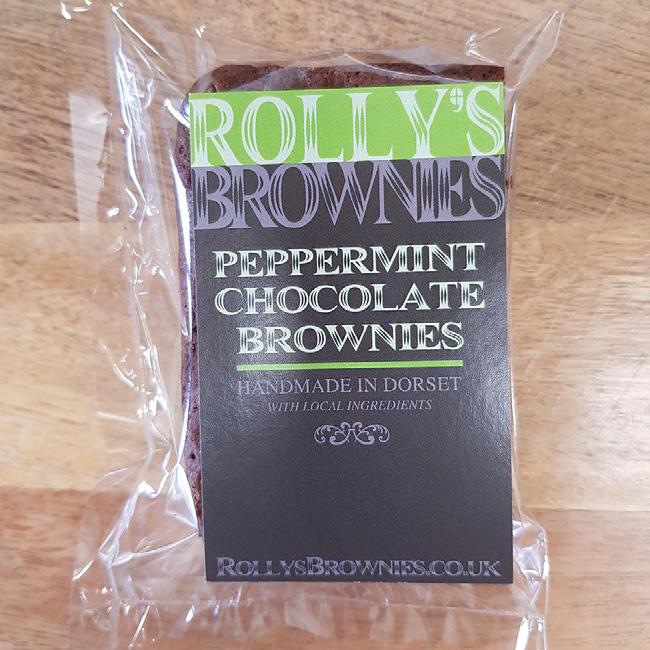 ROLLY'S
BROWNIES
PEPPERMINT
CHOCOLATE
BROWNIES
HANDMADE IN DORSET
WITH LOCAL INGREDIENTS
ROLLYSBROWNIES.CO.UK